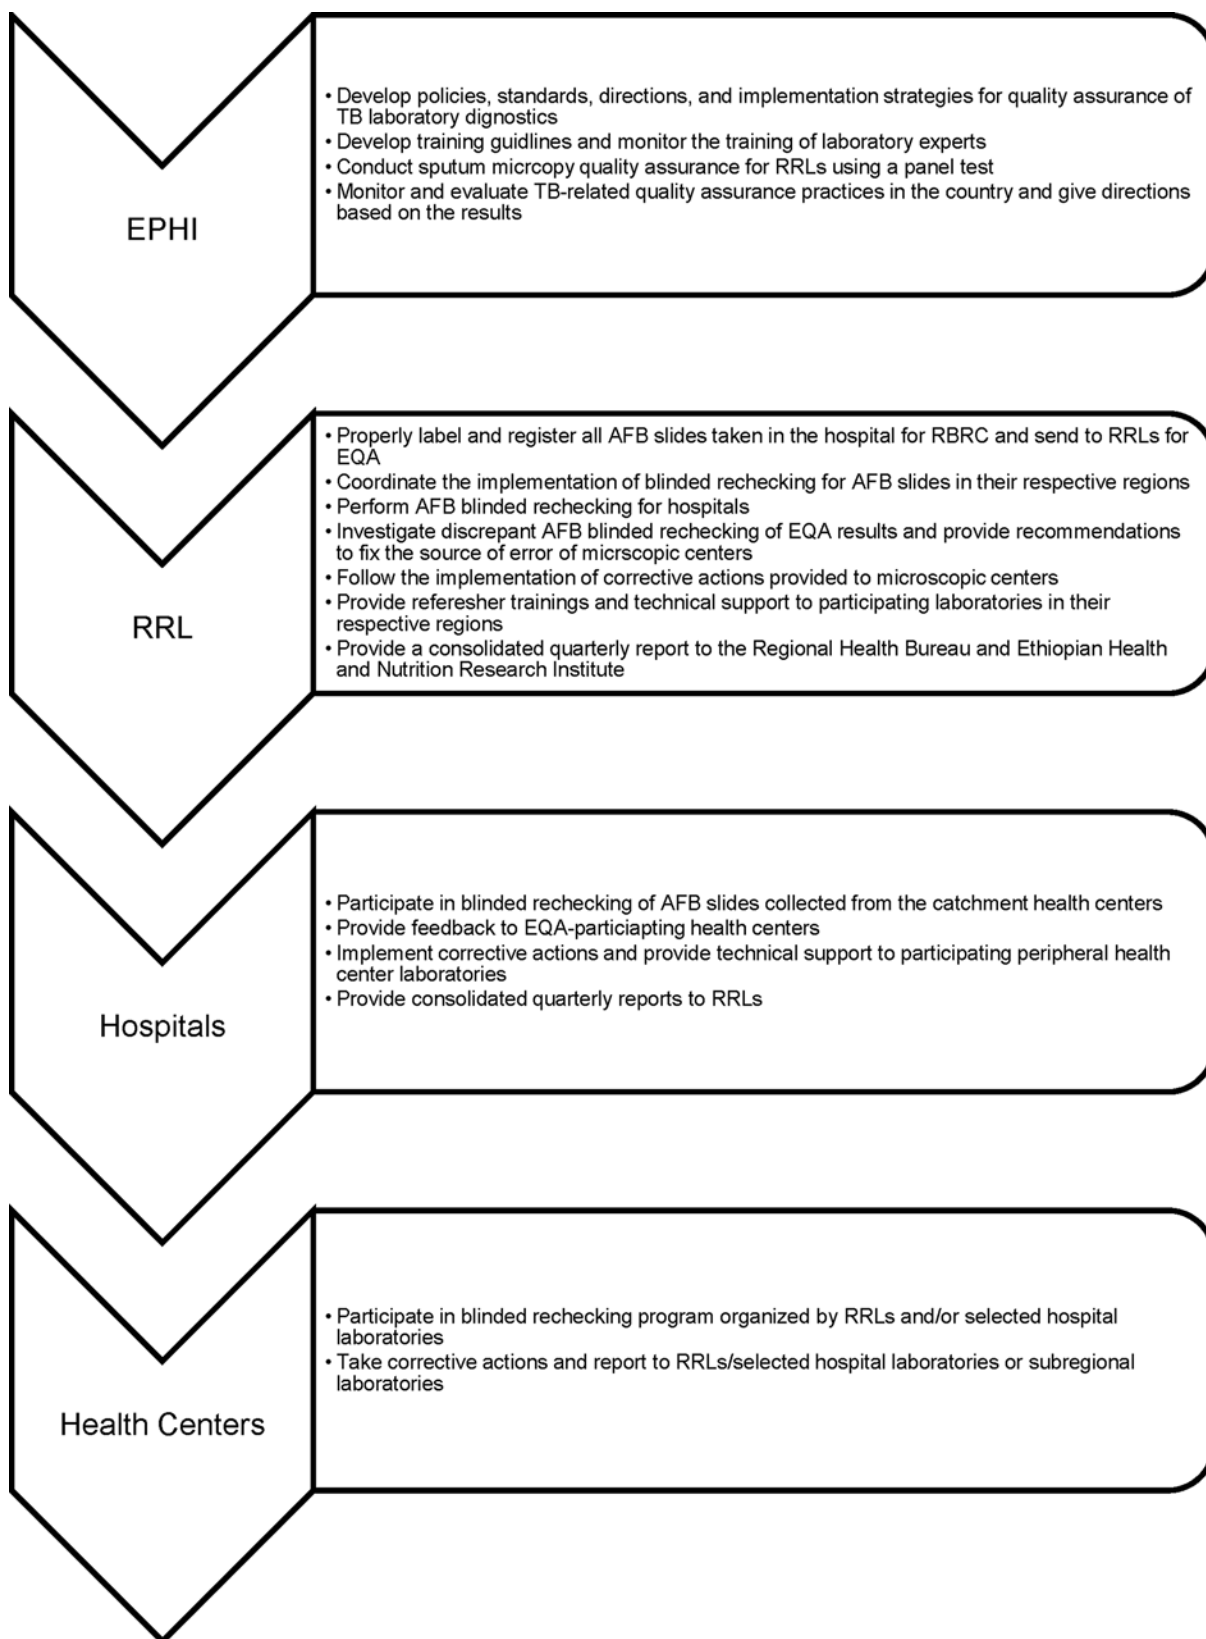 EPHI
• Develop policies, standards, directions, and implementation strategies for quality assurance of
TB laboratory dignostics
• Develop training guidlines and monitor the training of laboratory experts
• Conduct sputum micrcopy quality assurance for RRLs using a panel test
• Monitor and evaluate TB-related quality assurance practices in the country and give directions
based on the results
RRL
• Properly label and register all AFB slides taken in the hospital for RBRC and send to RRLs for
EQA
• Coordinate the implementation of blinded rechecking for AFB slides in their respective regions
• Perform AFB blinded rechecking for hospitals
• Investigate discrepant AFB blinded rechecking of EQA results and provide recommendations
to fix the source of error of micrscopic centers
• Follow the implementation of corrective actions provided to microscopic centers
• Provide referesher trainings and technical support to participating laboratories in their
respective regions
• Provide a consolidated quarterly report to the Regional Health Bureau and Ethiopian Health
and Nutrition Research Institute
Hospitals
• Participate in blinded rechecking of AFB slides collected from the catchment health centers
• Provide feedback to EQA-particiapting health centers
• Implement corrective actions and provide technical support to participating peripheral health
center laboratories
• Provide consolidated quarterly reports to RRLs
Health Centers
• Participate in blinded rechecking program organized by RRLs and/or selected hospital
laboratories
• Take corrective actions and report to RRLs/selected hospital laboratories or subregional
laboratories